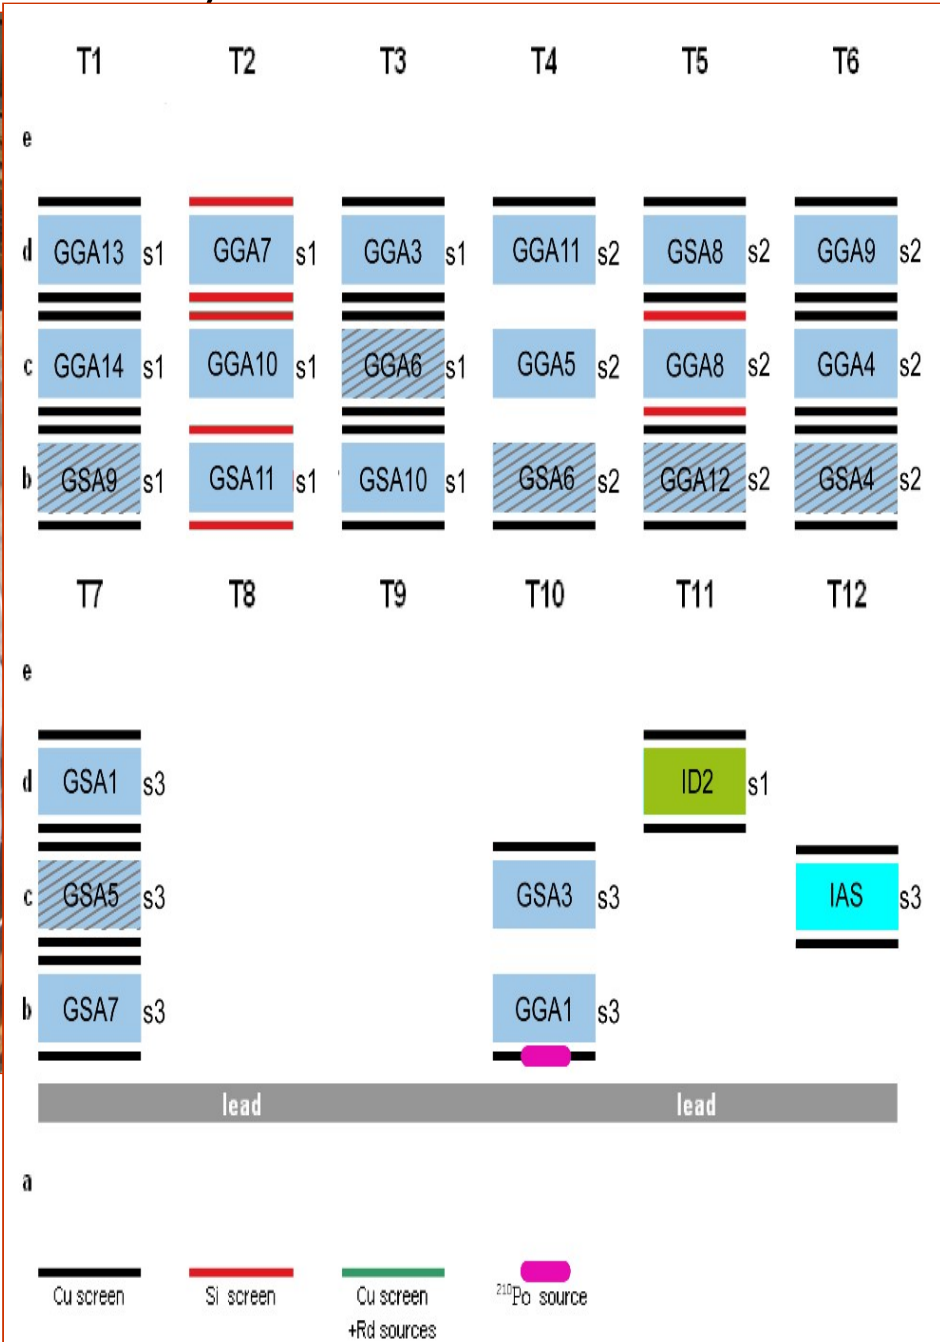 T1 T2 T3 T4 T5 T6
e
d GGA13 s1 GGA7 s1 GGA3 s1 GGA11 s2 GSA8 s2 GGA9 s2
c GGA14 s1 GGA10 s1 GGA6 s1 GGA5 s2 GGA8 s2 GGA4 s2
b GSA9 s1 GSA11 s1 GSA10 s1 GSA6 s2 GGA12 s2 GSA4 s2
T7 T8 T9 T10 T11 T12
e
d GSA1 s3 ID2 s1
c GSA5 s3 GSA3 s3 IAS s3
b GSA7 s3 GGA1 s3
lead lead
a
Cu screen Si screen Cu screen ²¹⁰Po source
+Rd sources